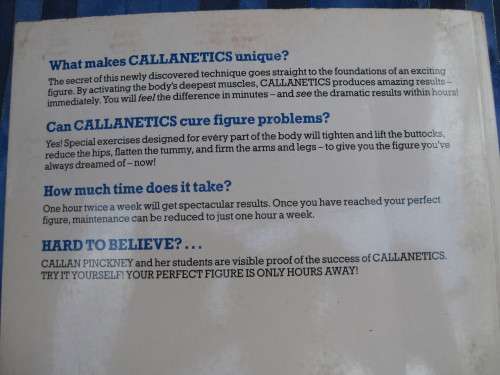 What makes CALLANETICS unique?
The secret of this newly discovered technique goes straight to the foundations of an exciting
figure. By activating the body's deepest muscles, CALLANETICS produces amazing results –
immediately. You will feel the difference in minutes – and see the dramatic results within hours!
Can CALLANETICS cure figure problems?
Yes! Special exercises designed for every part of the body will tighten and lift the buttocks,
reduce the hips, flatten the tummy, and firm the arms and legs – to give you the figure you've
always dreamed of – now!
How much time does it take?
One hour twice a week will get spectacular results. Once you have reached your perfect
figure, maintenance can be reduced to just one hour a week.
HARD TO BELIEVE? . . .
CALLAN PINCKNEY and her students are visible proof of the success of CALLANETICS.
TRY IT YOURSELF! YOUR PERFECT FIGURE IS ONLY HOURS AWAY!